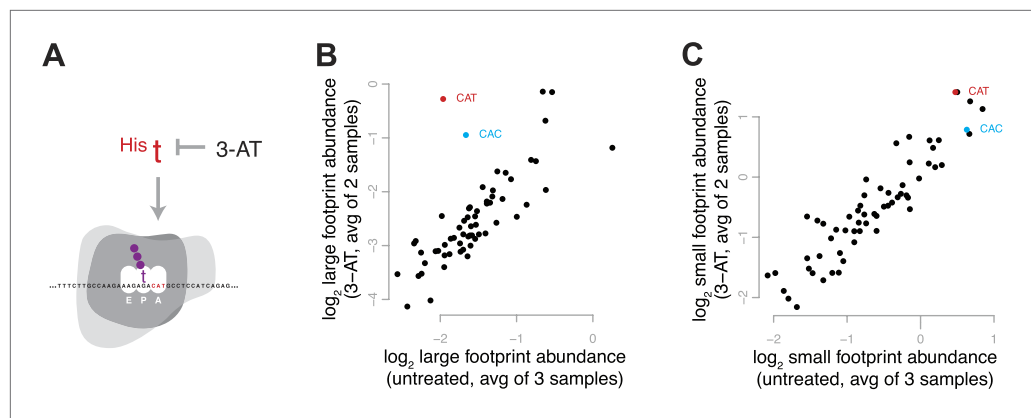 A
His t 3-AT
t
...TTTCTTGCCAAGAAAGAGACATGCCTCCATCAGAG...
E P A
B
log2 large footprint abundance
(3−AT, avg of 2 samples)
0
−1
−2
−3
−4
CAT
CAC
−2 −1 0
log2 large footprint abundance
(untreated, avg of 3 samples)
C
log2 small footprint abundance
(3−AT, avg of 2 samples)
1
0
−1
−2
CAT
CAC
−2 −1 0 1
log2 small footprint abundance
(untreated, avg of 3 samples)